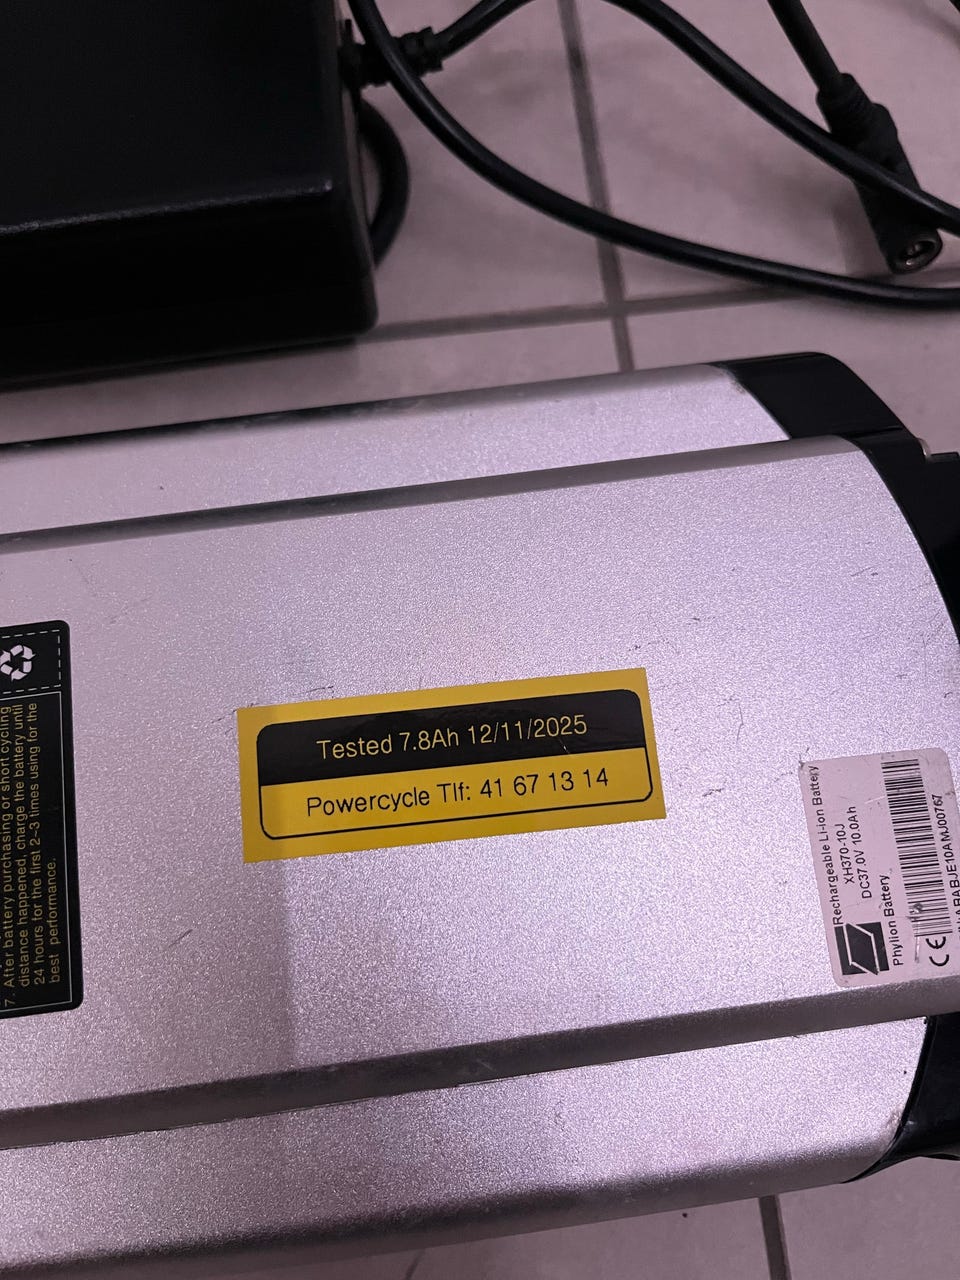 7. After battery purchasing or short cycling
distance happened, charge the battery until
24 hours for the first 2-3 times using for the
best performance.
Tested 7.8Ah 12/11/2025
Powercycle Tlf: 41 67 13 14
Rechargeable Li-ion Battery
XH370-10J
DC37.0V 10.0Ah
Phylion Battery
CE